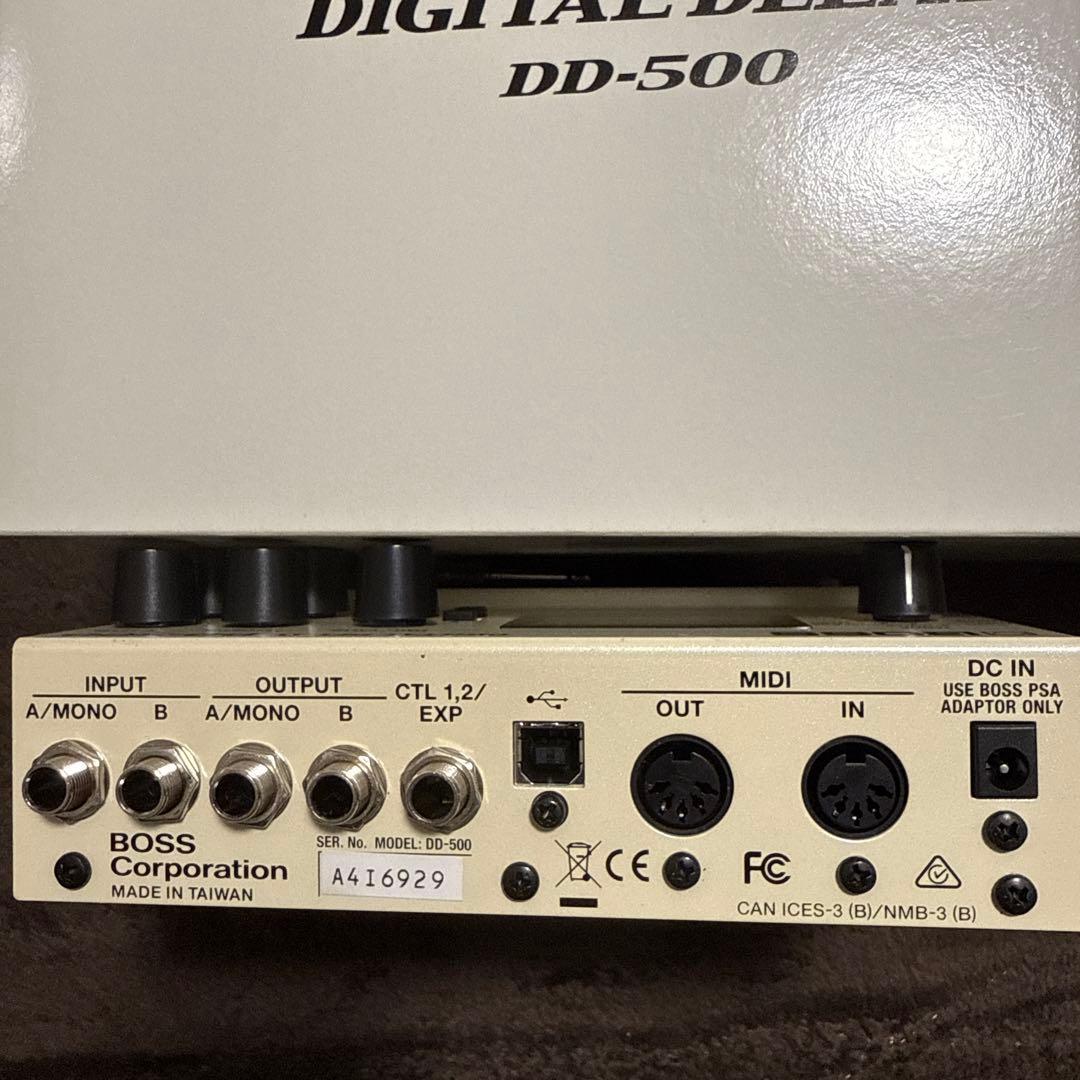 DIGITAL DELAY
DD-500
INPUT
A/MONO B
OUTPUT
A/MONO B
CTL 1,2/
EXP
MIDI
OUT IN
DC IN
USE BOSS PSA
ADAPTOR ONLY
BOSS
Corporation
MADE IN TAIWAN
SER. No. MODEL: DD-500
A4I6929
CE
FC
CAN ICES-3 (B)/NMB-3 (B)